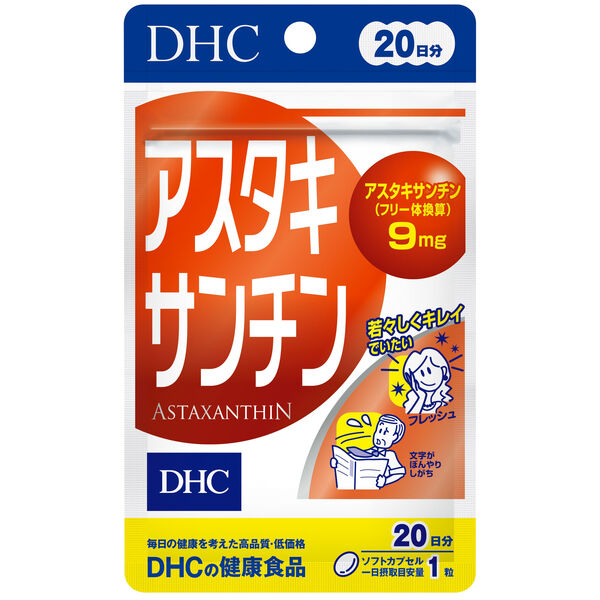 DHC
20日分
アスタキ
サンチン
ASTAXANTHIN
アスタキサンチン
(フリー体換算)
9mg
若々しくキレイ
でいたい
フレッシュ
文字が
ぼんやり
しがち
DHC
毎日の健康を考えた高品質・低価格
DHCの健康食品
20日分
ソフトカプセル
一日摂取目安量1粒